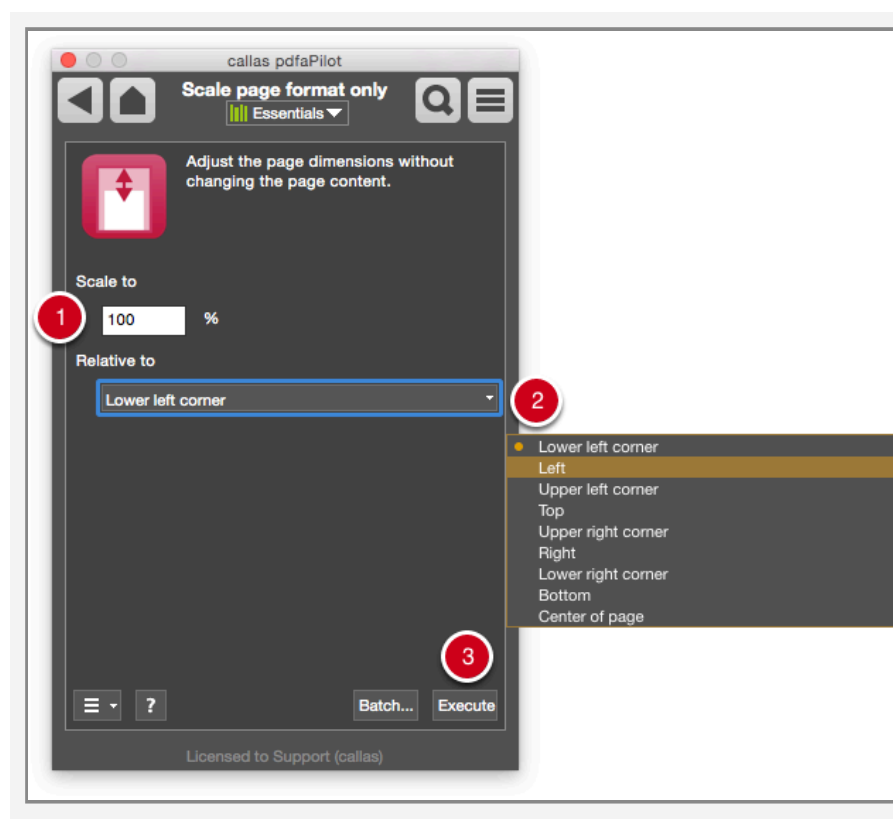 callas pdfaPilot
Scale page format only
Essentials
Adjust the page dimensions without
changing the page content.
Scale to
1
100 %
Relative to
Lower left corner
2
Lower left corner
Left
Upper left corner
Top
Upper right corner
Right
Lower right corner
Bottom
Center of page
3
? Batch... Execute
Licensed to Support (callas)